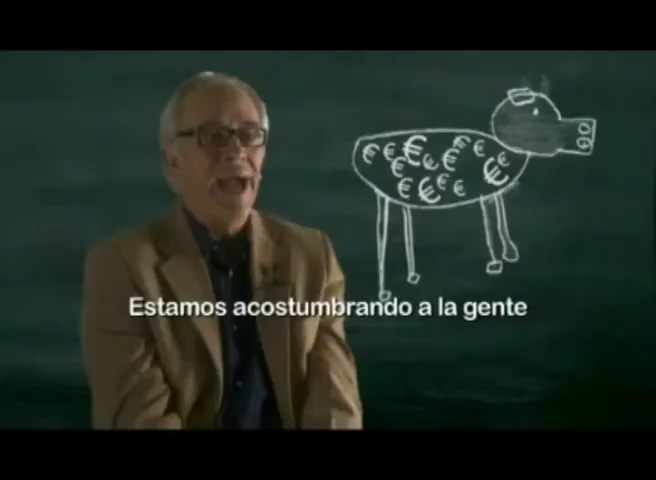 € € € € € € € € € € € € € €
Estamos acostumbrando a la gente